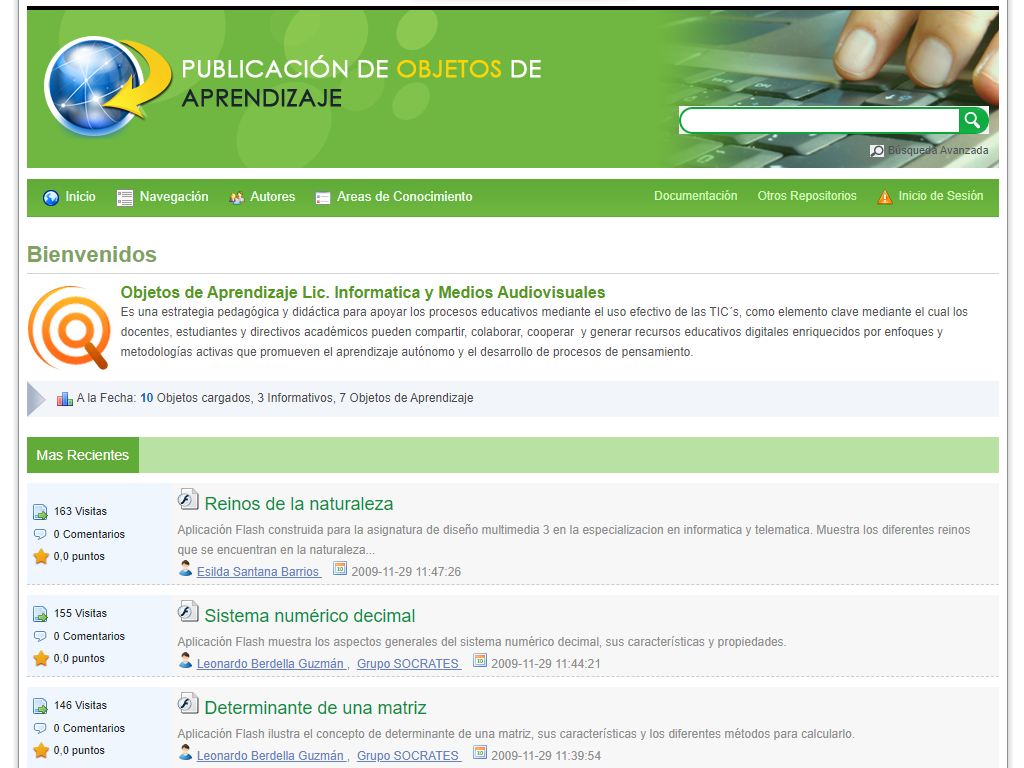 PUBLICACIÓN DE OBJETOS DE
APRENDIZAJE
Búsqueda Avanzada
Inicio Navegación Autores Areas de Conocimiento Documentación Otros Repositorios Inicio de Sesión
Bienvenidos
Objetos de Aprendizaje Lic. Informatica y Medios Audiovisuales
Es una estrategia pedagógica y didáctica para apoyar los procesos educativos mediante el uso efectivo de las TIC´s, como elemento clave mediante el cual los
docentes, estudiantes y directivos académicos pueden compartir, colaborar, cooperar y generar recursos educativos digitales enriquecidos por enfoques y
metodologías activas que promueven el aprendizaje autónomo y el desarrollo de procesos de pensamiento.
A la Fecha: 10 Objetos cargados, 3 Informativos, 7 Objetos de Aprendizaje
Mas Recientes
163 Visitas
0 Comentarios
0,0 puntos
Reinos de la naturaleza
Aplicación Flash construida para la asignatura de diseño multimedia 3 en la especializacion en informatica y telematica. Muestra los diferentes reinos
que se encuentran en la naturaleza...
Esilda Santana Barrios 2009-11-29 11:47:26
155 Visitas
0 Comentarios
0,0 puntos
Sistema numérico decimal
Aplicación Flash muestra los aspectos generales del sistema numérico decimal, sus características y propiedades.
Leonardo Berdella Guzmán , Grupo SOCRATES 2009-11-29 11:44:21
146 Visitas
0 Comentarios
0,0 puntos
Determinante de una matriz
Aplicación Flash ilustra el concepto de determinante de una matriz, sus características y los diferentes métodos para calcularlo.
Leonardo Berdella Guzmán , Grupo SOCRATES 2009-11-29 11:39:54